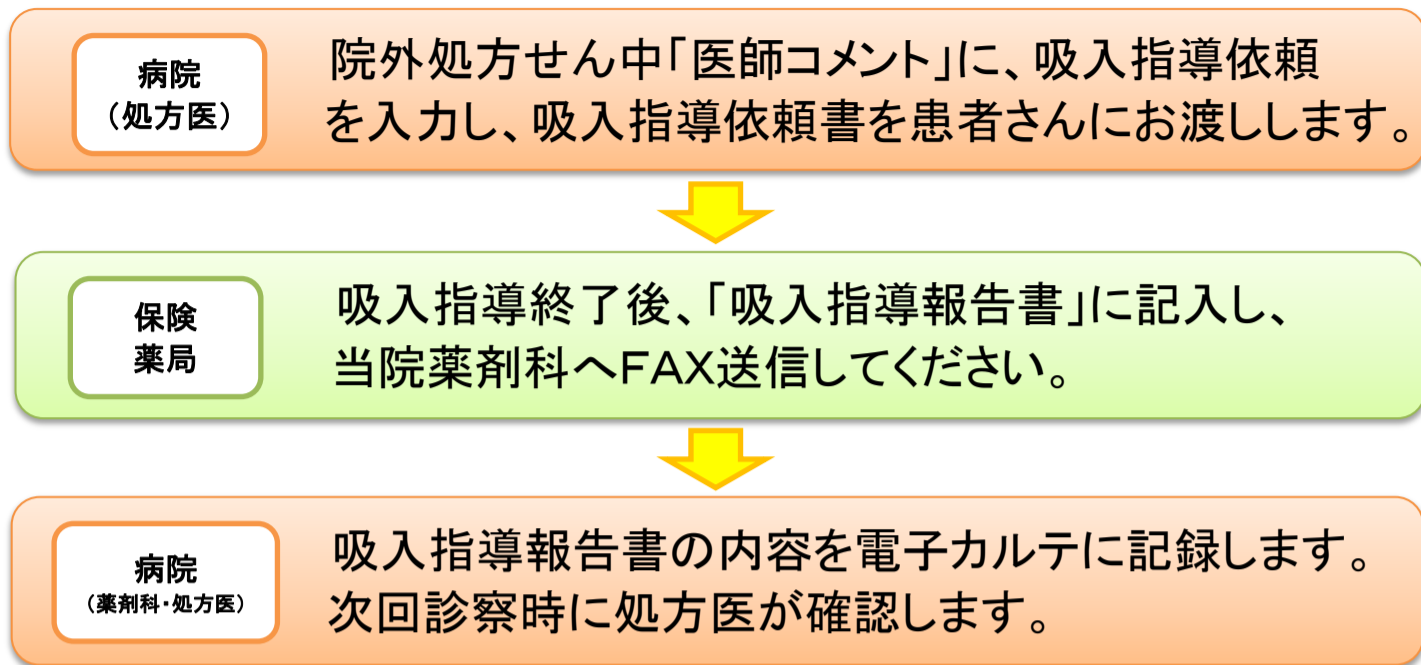 病院
（処方医）
院外処方せん中「医師コメント」に、吸入指導依頼
を入力し、吸入指導依頼書を患者さんにお渡しします。
保険
薬局
吸入指導終了後、「吸入指導報告書」に記入し、
当院薬剤科へＦＡＸ送信してください。
病院
（薬剤科・処方医）
吸入指導報告書の内容を電子カルテに記録します。
次回診察時に処方医が確認します。